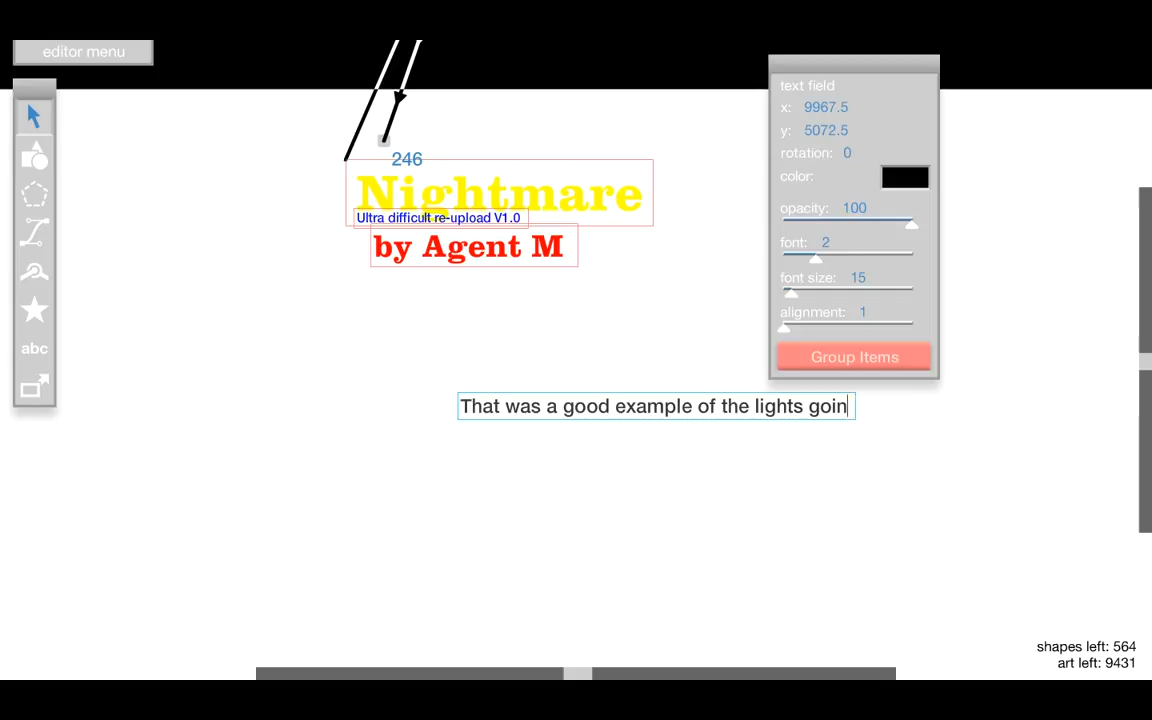 editor menu
246
Nightmare
Ultra difficult re-upload V1.0
by Agent M
abc
text field
x: 9967.5
y: 5072.5
rotation: 0
color:
opacity: 100
font: 2
font size: 15
alignment: 1
Group Items
That was a good example of the lights goin
shapes left: 564
art left: 9431